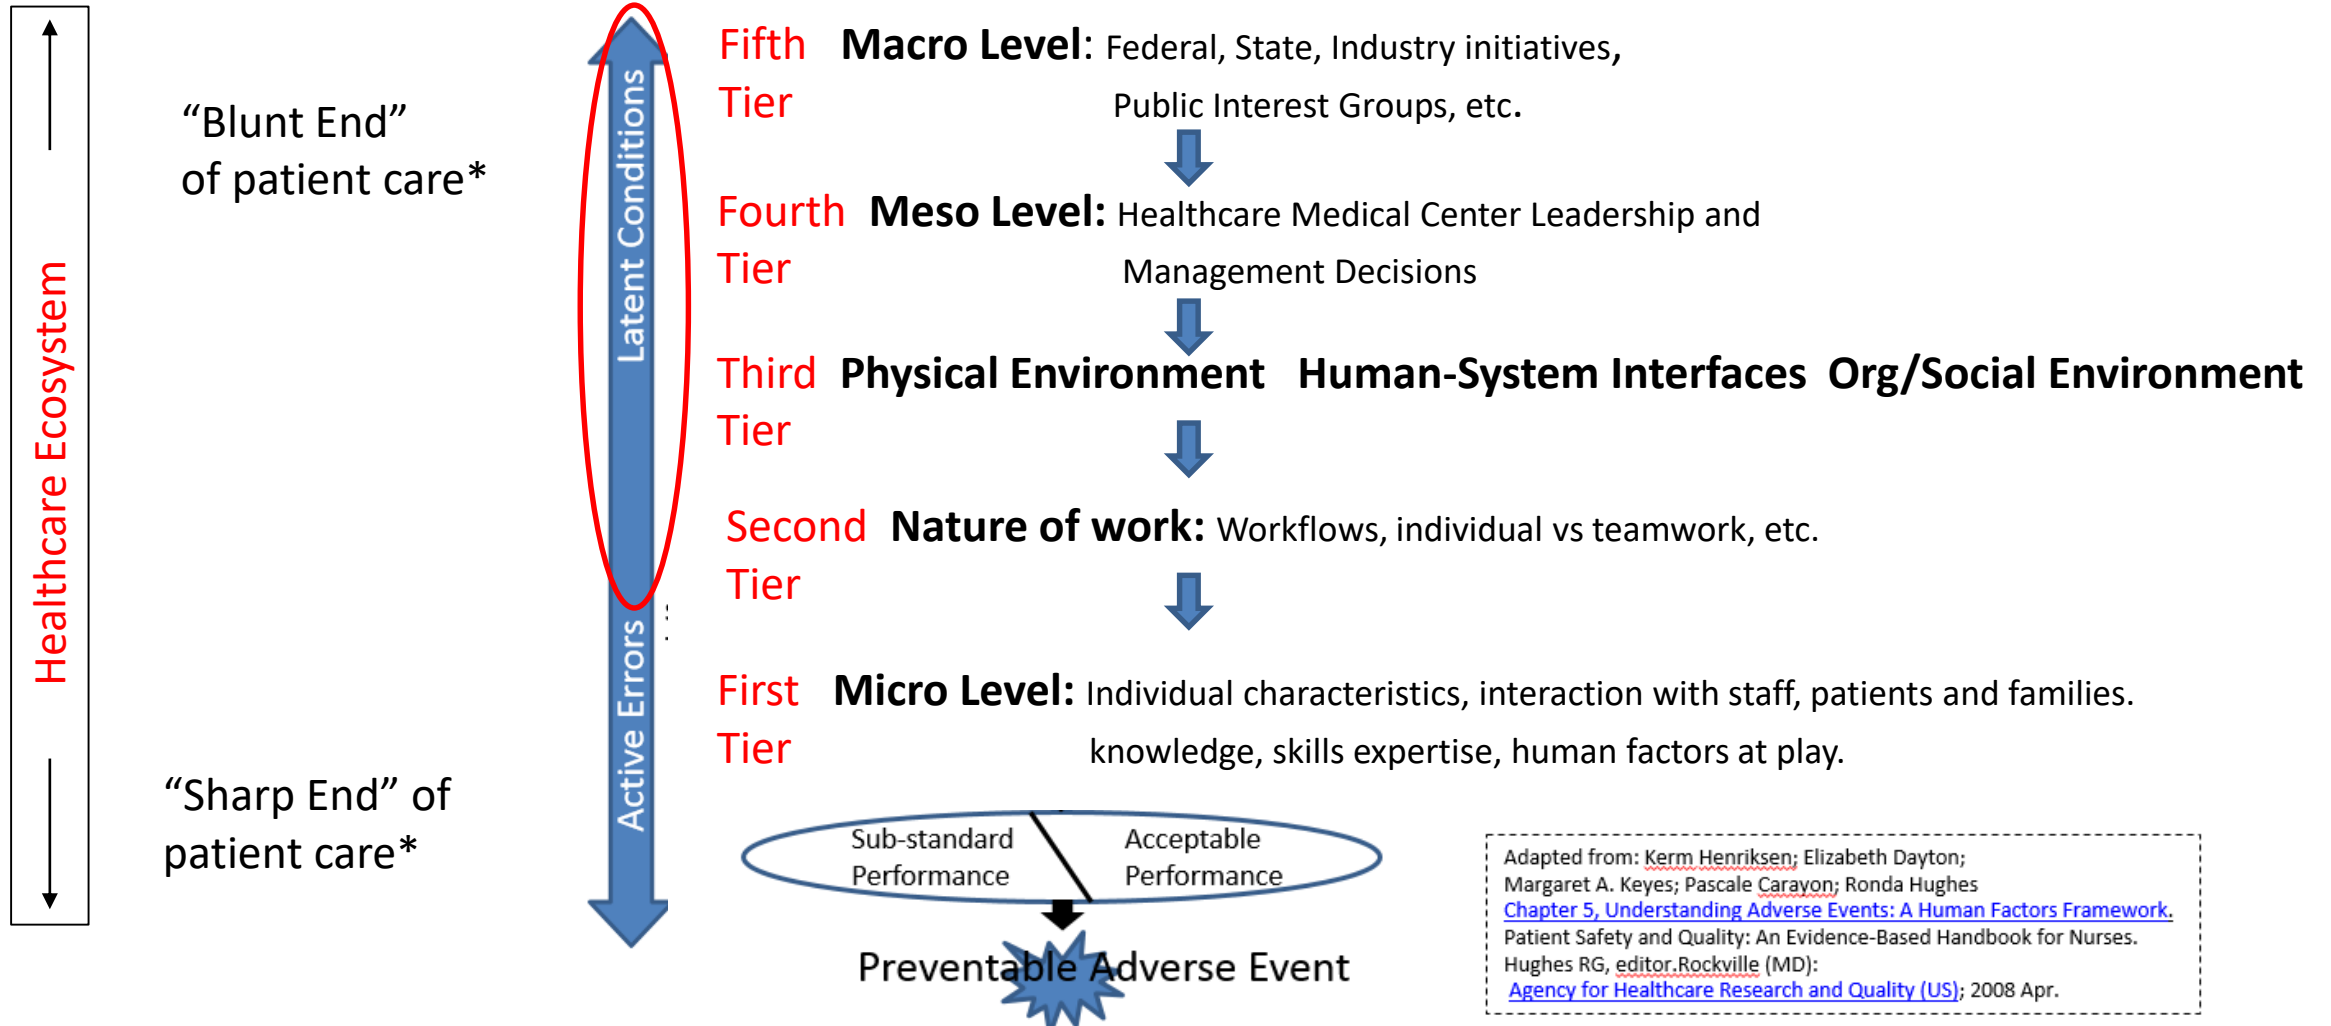 Healthcare Ecosystem
“Blunt End”
of patient care*
“Sharp End” of
patient care*
Latent Conditions
Active Errors
Fifth Macro Level: Federal, State, Industry initiatives,
Tier Public Interest Groups, etc.
Fourth Meso Level: Healthcare Medical Center Leadership and
Tier Management Decisions
Third Physical Environment Human-System Interfaces Org/Social Environment
Tier
Second Nature of work: Workflows, individual vs teamwork, etc.
Tier
First Micro Level: Individual characteristics, interaction with staff, patients and families.
Tier knowledge, skills expertise, human factors at play.
Sub-standard Acceptable
Performance Performance
Preventable Adverse Event
Adapted from: Kerm Henriksen; Elizabeth Dayton;
Margaret A. Keyes; Pascale Carayon; Ronda Hughes
Chapter 5, Understanding Adverse Events: A Human Factors Framework.
Patient Safety and Quality: An Evidence-Based Handbook for Nurses.
Hughes RG, editor.Rockville (MD):
Agency for Healthcare Research and Quality (US); 2008 Apr.